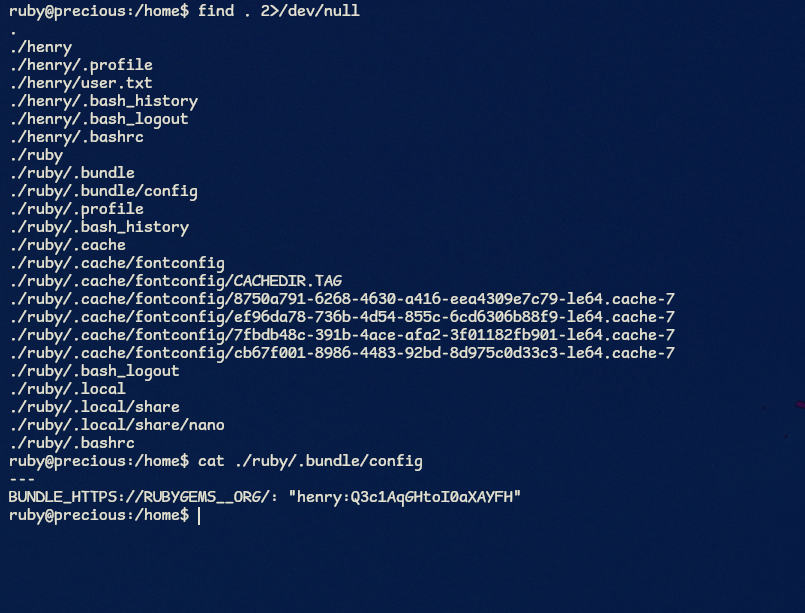 ruby@precious:/home$ find . 2>/dev/null
.
./henry
./henry/.profile
./henry/user.txt
./henry/.bash_history
./henry/.bash_logout
./henry/.bashrc
./ruby
./ruby/.bundle
./ruby/.bundle/config
./ruby/.profile
./ruby/.bash_history
./ruby/.cache
./ruby/.cache/fontconfig
./ruby/.cache/fontconfig/CACHEDIR.TAG
./ruby/.cache/fontconfig/8750a791-6268-4630-a416-eea4309e7c79-le64.cache-7
./ruby/.cache/fontconfig/ef96da78-736b-4d54-855c-6cd6306b88f9-le64.cache-7
./ruby/.cache/fontconfig/7fbdb48c-391b-4ace-afa2-3f01182fb901-le64.cache-7
./ruby/.cache/fontconfig/cb67f001-8986-4483-92bd-8d975c0d33c3-le64.cache-7
./ruby/.bash_logout
./ruby/.local
./ruby/.local/share
./ruby/.local/share/nano
./ruby/.bashrc
ruby@precious:/home$ cat ./ruby/.bundle/config
---
BUNDLE_HTTPS://RUBYGEMS__ORG/: "henry:Q3c1AqGHtoI0aXAYFH"
ruby@precious:/home$